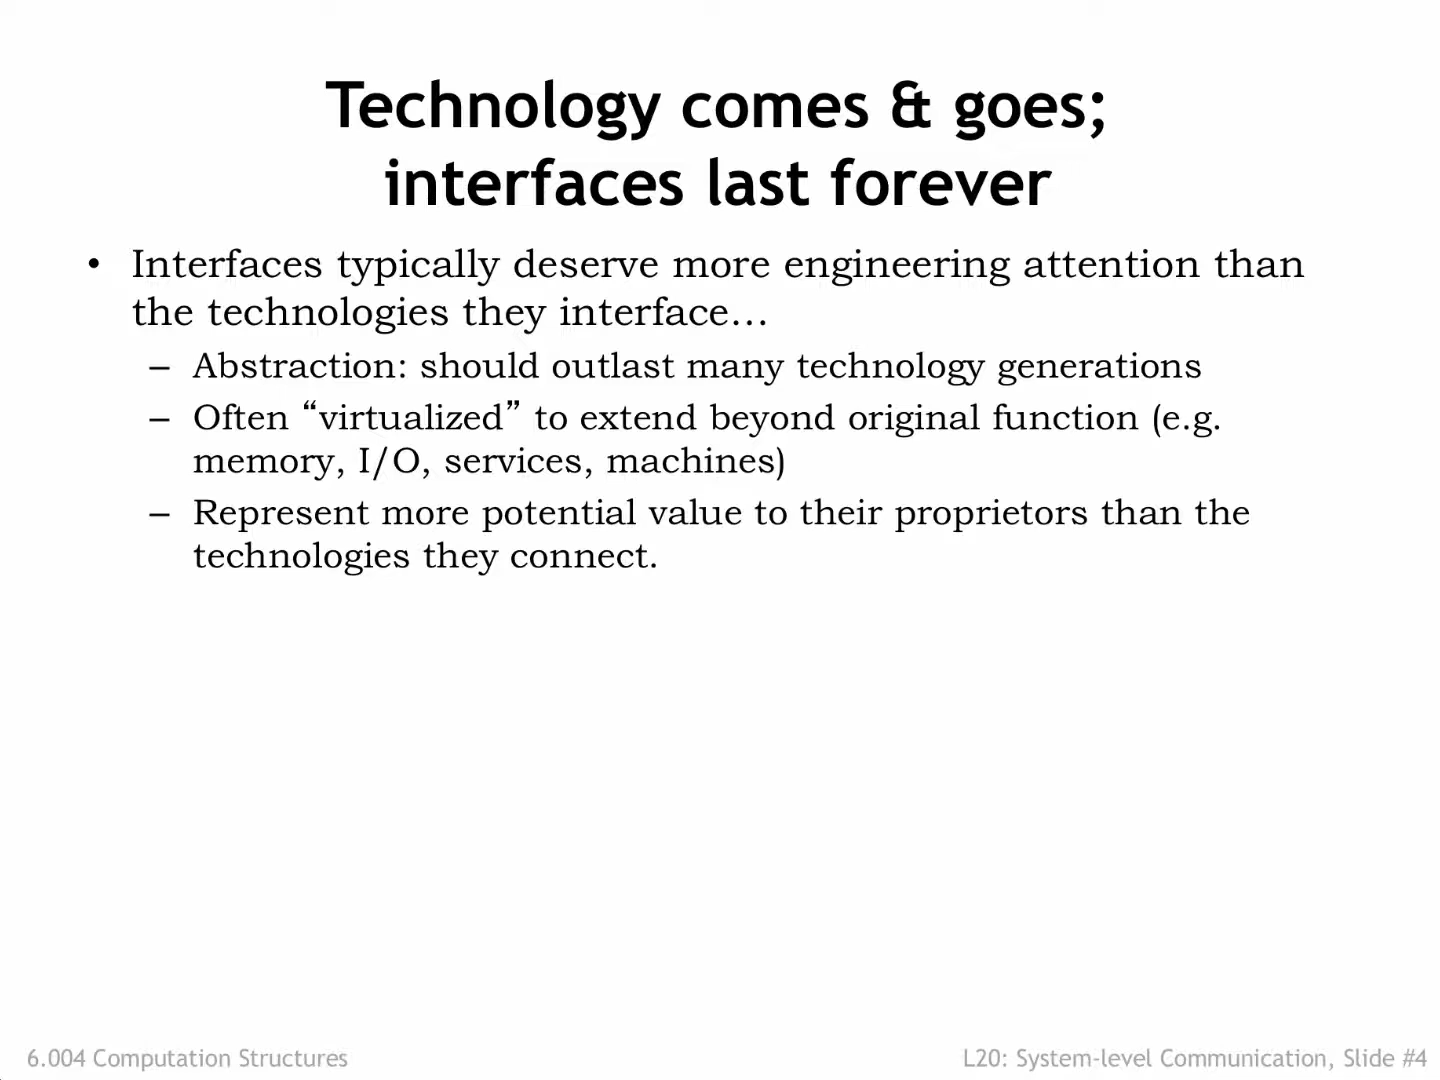 Technology comes & goes;
interfaces last forever
• Interfaces typically deserve more engineering attention than
the technologies they interface…
– Abstraction: should outlast many technology generations
– Often “virtualized” to extend beyond original function (e.g.
memory, I/O, services, machines)
– Represent more potential value to their proprietors than the
technologies they connect.
6.004 Computation Structures
L20: System-level Communication, Slide #4